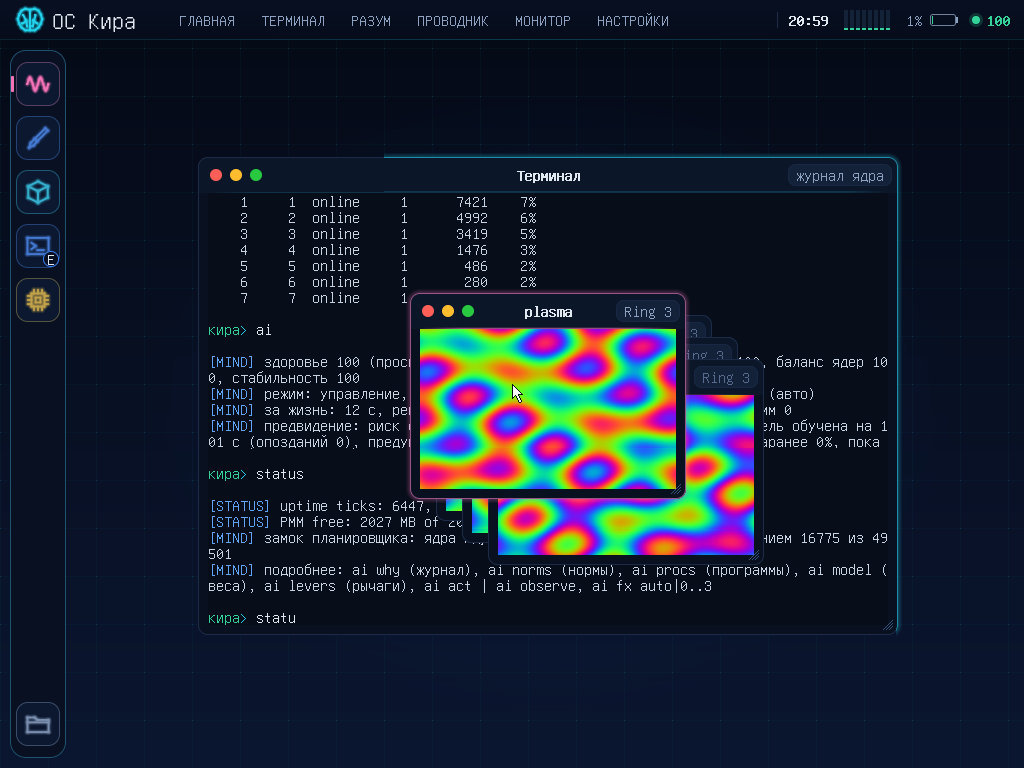 ОС Кира
ГЛАВНАЯ ТЕРМИНАЛ РАЗУМ ПРОВОДНИК МОНИТОР НАСТРОЙКИ
20:59 1% 100
E
Терминал журнал ядра
1 1 online 1 7421 7%
2 2 online 1 4992 6%
3 3 online 1 3419 5%
4 4 online 1 1476 3%
5 5 online 1 486 2%
6 6 online 1 280 2%
7 7 online 1
plasma Ring 3
3
ing 3
Ring 3
кира> ai
[MIND] здоровье 100 баланс ядер 10
0, стабильность 100
[MIND] режим: управление, (авто)
[MIND] за жизнь: 12 с, 0
[MIND] предвидение: риск обучена на 1
01 с (опозданий 0), 0%, пока
кира> status
[STATUS] uptime ticks: 6447,
[STATUS] PMM free: 2027 MB of
[MIND] замок планировщика: ядра 16775 из 49
501
[MIND] подробнее: ai why (журнал), ai norms (нормы), ai procs (программы), ai model (
веса), ai levers (рычаги), ai act | ai observe, ai fx auto|0..3
кира> statu